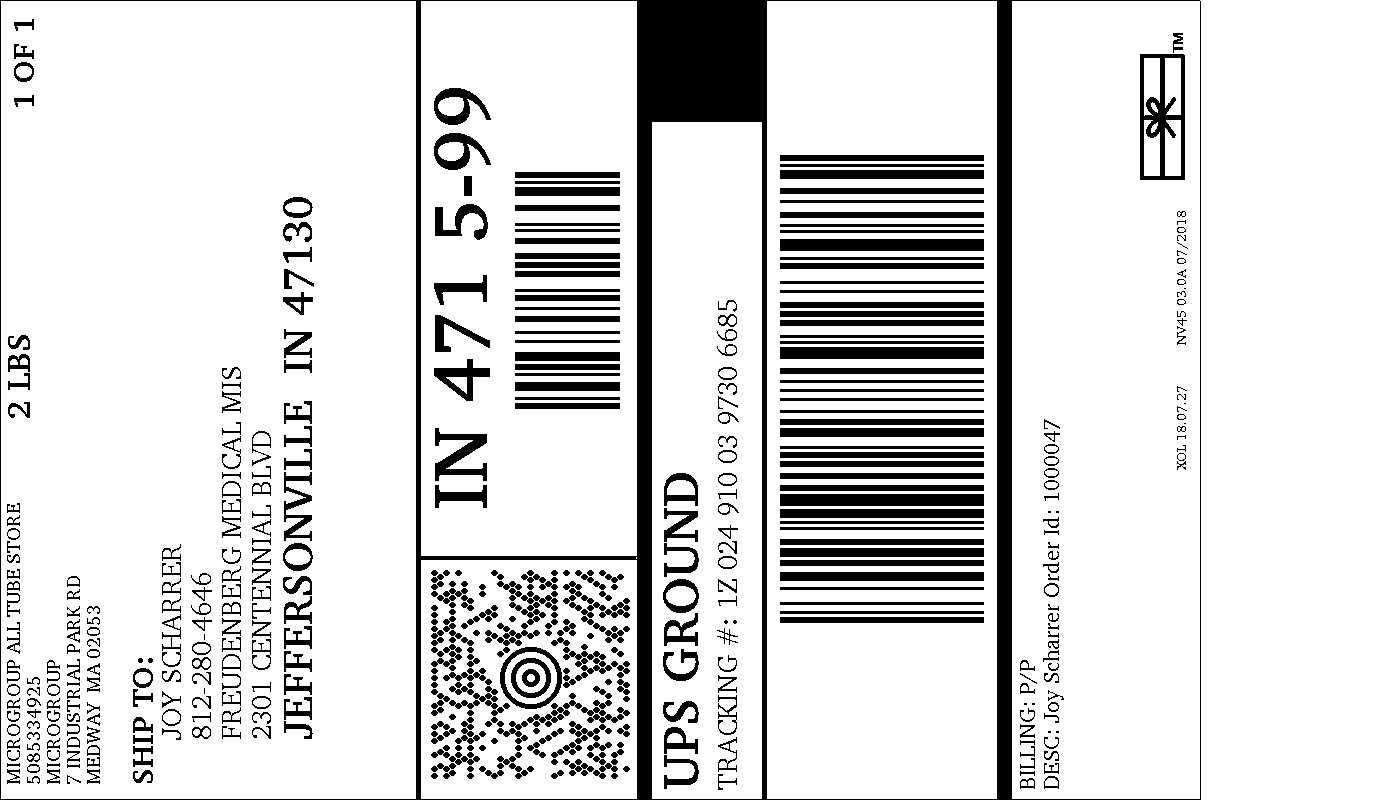 MICROGROUP ALL TUBE STORE
5085334925
MICROGROUP
7 INDUSTRIAL PARK RD
MEDWAY MA 02053
2 LBS
1 OF 1
SHIP TO:
JOY SCHARRER
812-280-4646
FREUDENBERG MEDICAL MIS
2301 CENTENNIAL BLVD
JEFFERSONVILLE IN 47130
IN 471 5-99
UPS GROUND
TRACKING #: 1Z 024 910 03 9730 6685
BILLING: P/P
DESC: Joy Scharrer Order Id: 1000047
XOL 18.07.27 NV45 03.0A 07/2018
TM